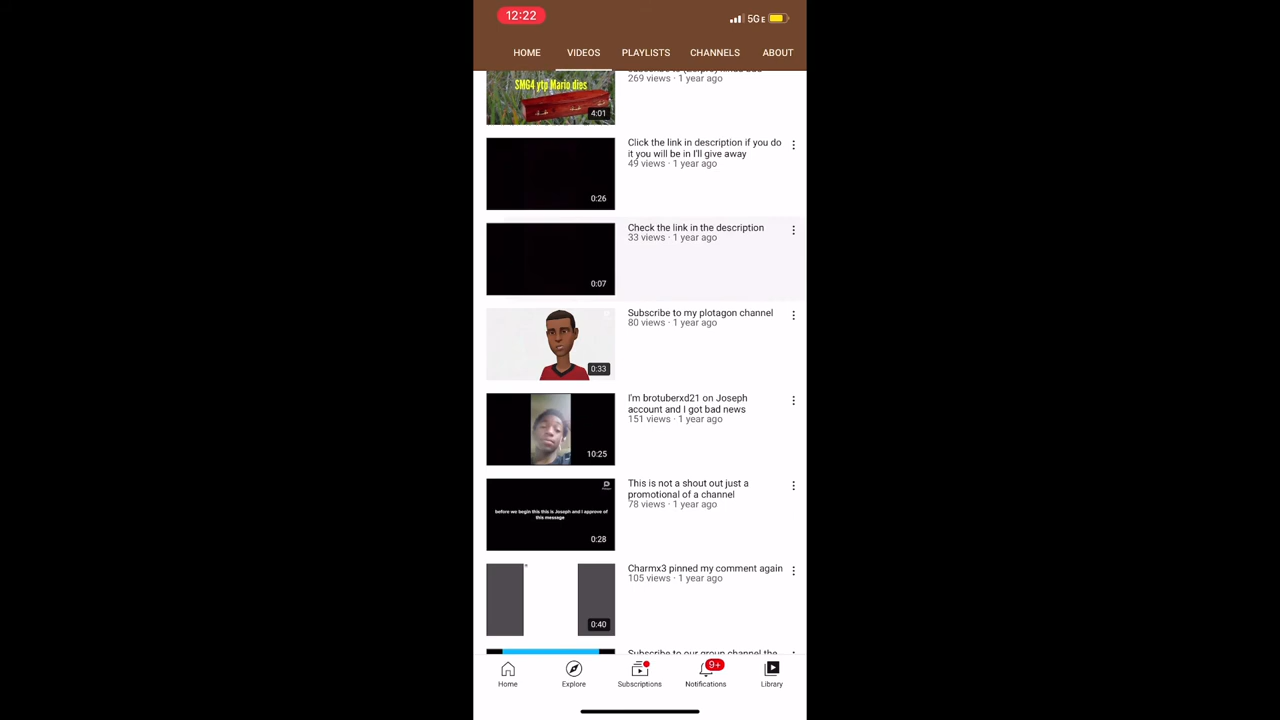 12:22
5G E
HOME VIDEOS PLAYLISTS CHANNELS ABOUT
SMG4 ytp Mario dies
4:01
269 views · 1 year ago
0:26
Click the link in description if you do
it you will be in I'll give away
49 views · 1 year ago
0:07
Check the link in the description
33 views · 1 year ago
0:33
Subscribe to my plotagon channel
80 views · 1 year ago
10:25
I'm brotuberxd21 on Joseph
account and I got bad news
151 views · 1 year ago
before we begin this this is Joseph and I approve of
this message
0:28
This is not a shout out just a
promotional of a channel
78 views · 1 year ago
0:40
Charmx3 pinned my comment again
105 views · 1 year ago
Subscribe to our group channel the
9+
Home Explore Subscriptions Notifications Library